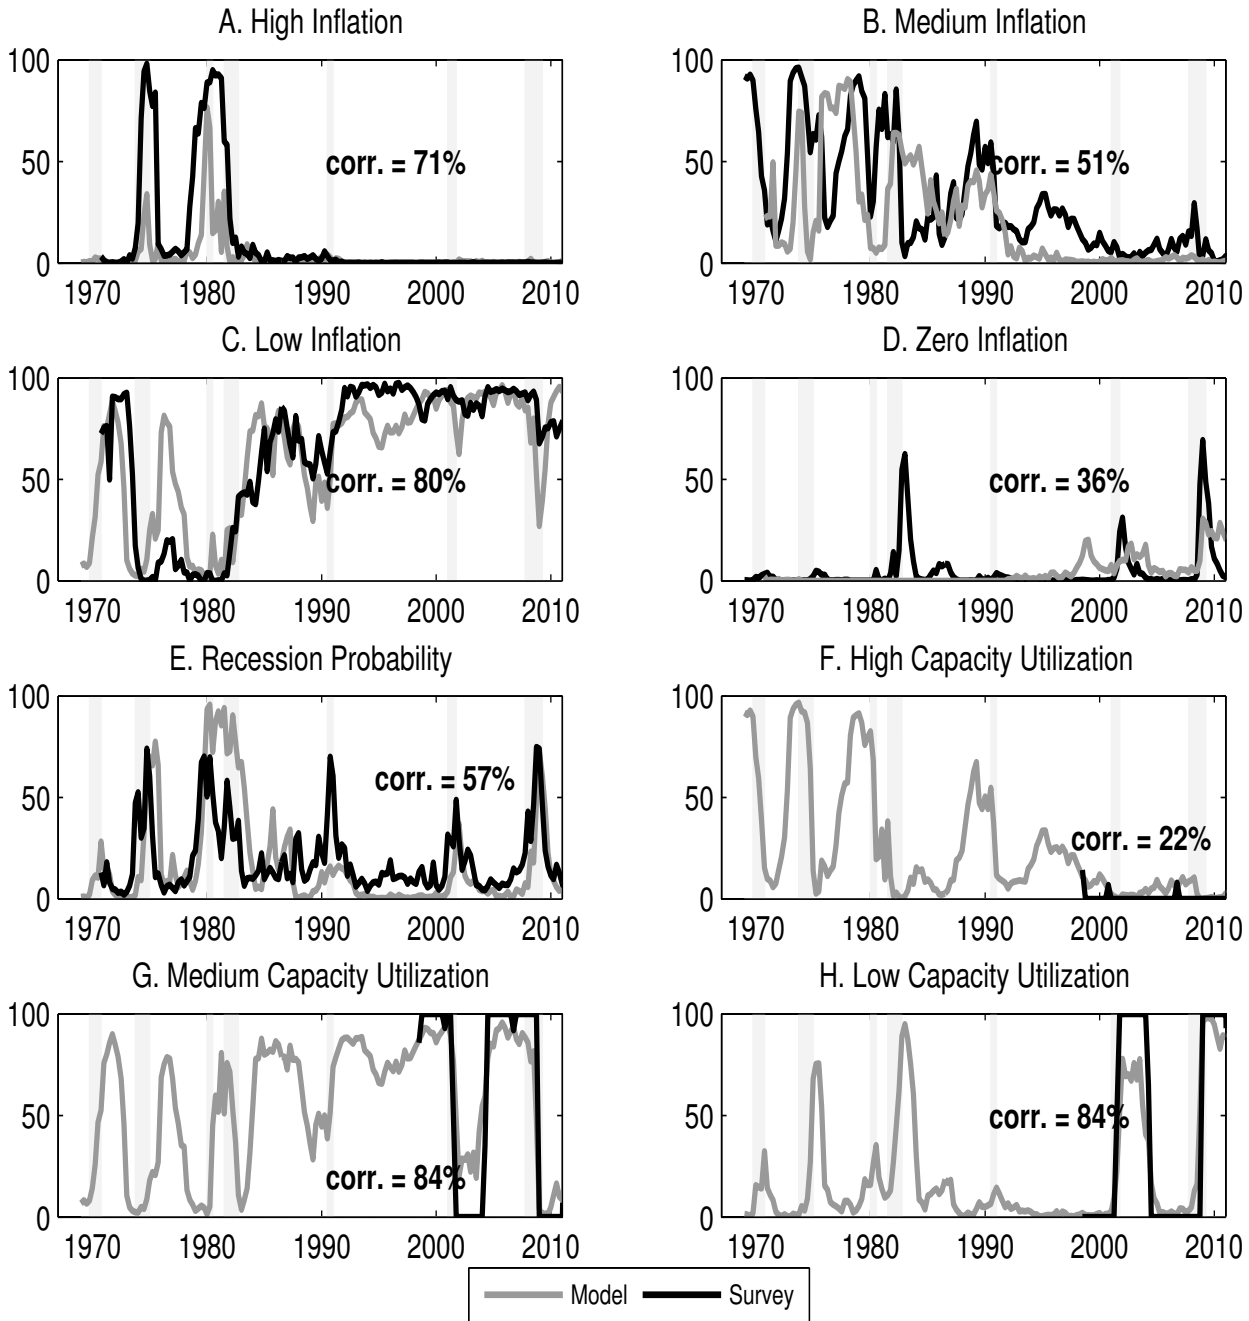 A. High Inflation
B. Medium Inflation
100
50
0
corr. = 71%
1970 1980 1990 2000 2010
100
50
0
corr. = 51%
1970 1980 1990 2000 2010
C. Low Inflation
D. Zero Inflation
100
50
0
corr. = 80%
1970 1980 1990 2000 2010
100
50
0
corr. = 36%
1970 1980 1990 2000 2010
E. Recession Probability
F. High Capacity Utilization
100
50
0
corr. = 57%
1970 1980 1990 2000 2010
100
50
0
corr. = 22%
1970 1980 1990 2000 2010
G. Medium Capacity Utilization
H. Low Capacity Utilization
100
50
0
corr. = 84%
1970 1980 1990 2000 2010
100
50
0
corr. = 84%
1970 1980 1990 2000 2010
Model Survey